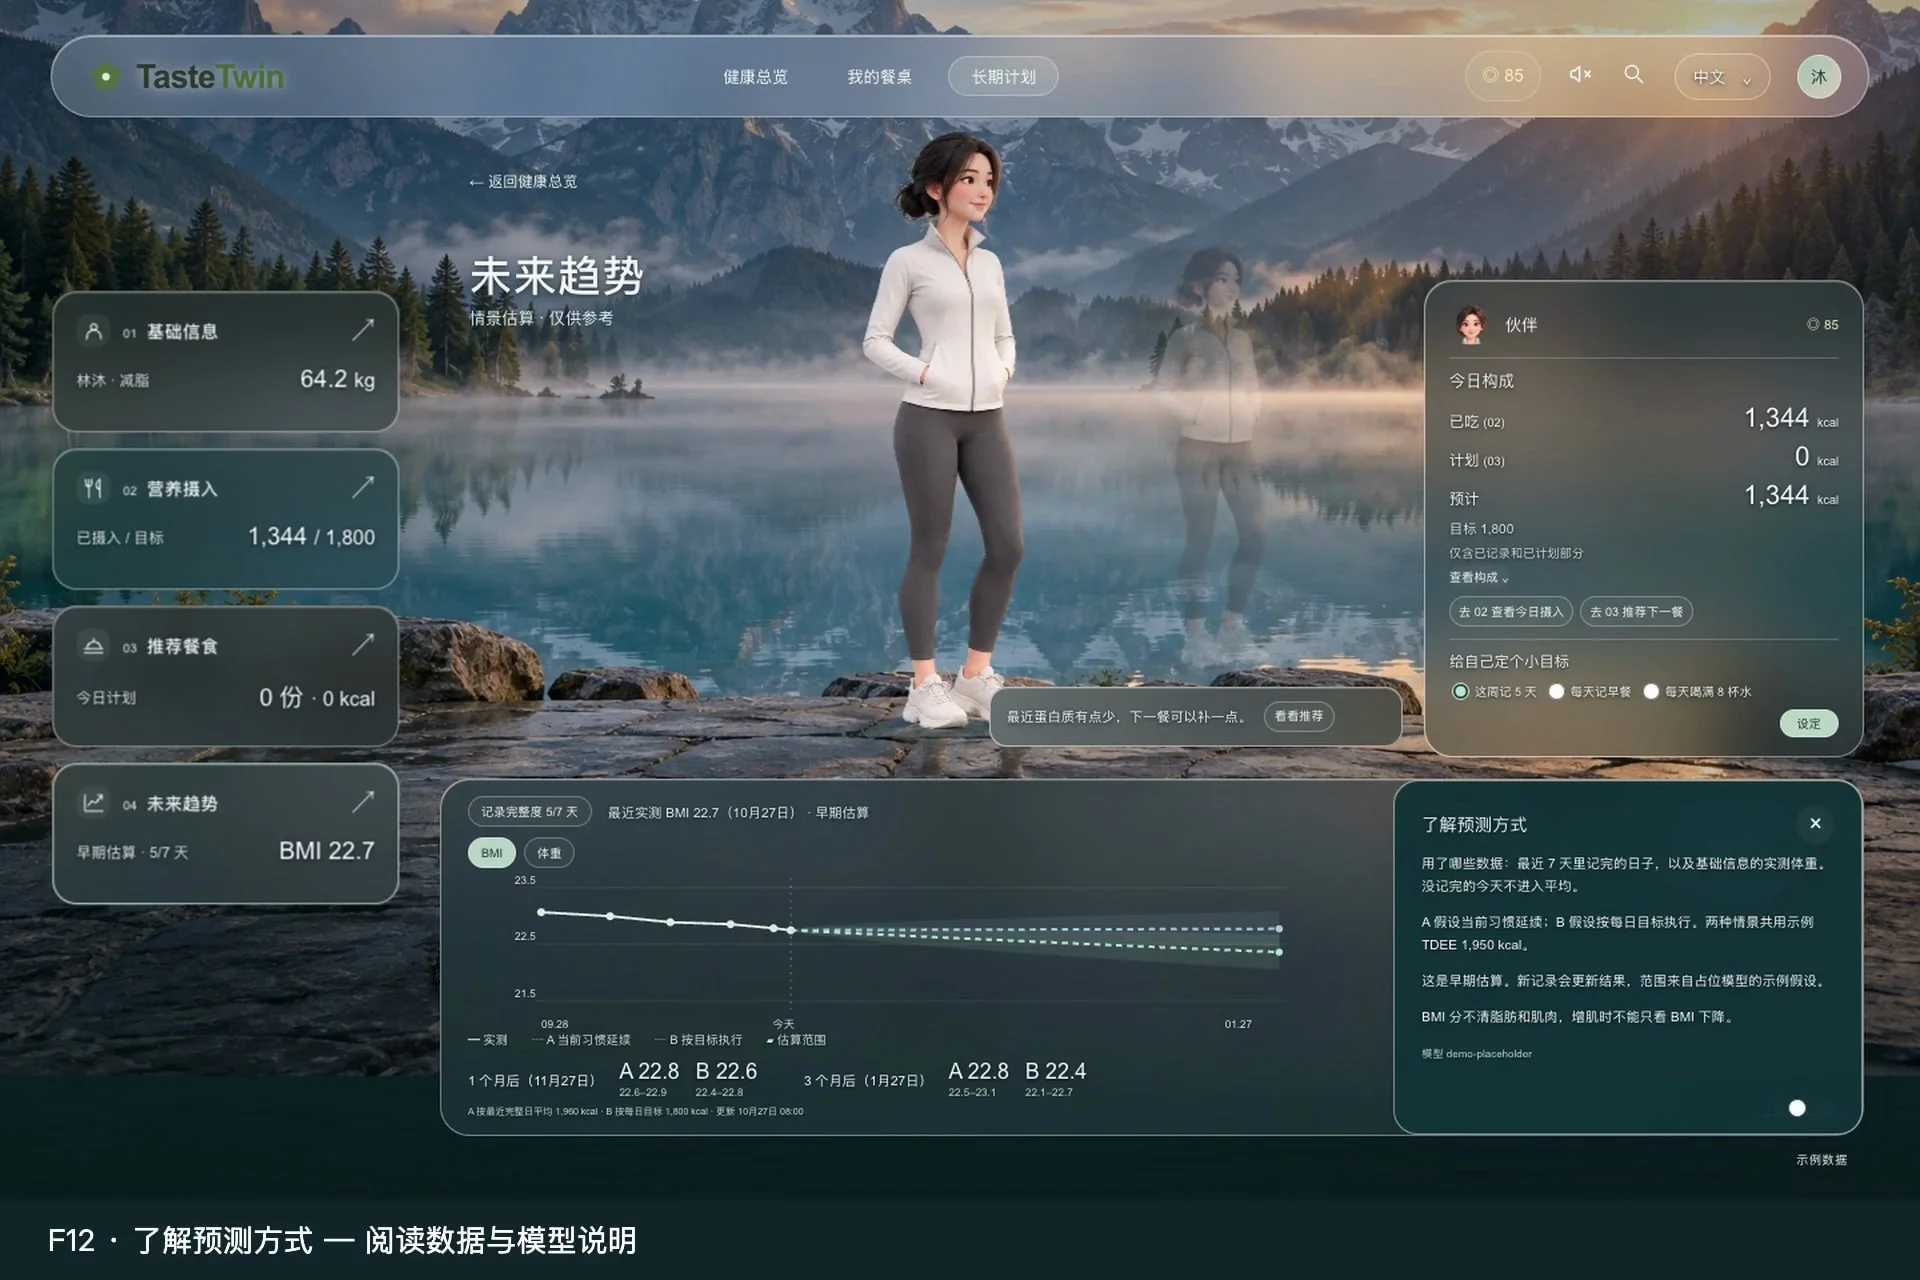 TasteTwin
健康总览
我的餐桌
长期计划
85
中文
沐
← 返回健康总览
未来趋势
情景估算 · 仅供参考
01 基础信息
林沐 · 减脂 64.2 kg
02 营养摄入
已摄入 / 目标 1,344 / 1,800
03 推荐餐食
今日计划 0 份 · 0 kcal
04 未来趋势
早期估算 · 5/7 天 BMI 22.7
伙伴 85
今日构成
已吃 (02) 1,344 kcal
计划 (03) 0 kcal
预计 1,344 kcal
目标 1,800
仅含已记录和已计划部分
查看构成
去 02 查看今日摄入 去 03 推荐下一餐
给自己定个小目标
这周记 5 天 每天记早餐 每天喝满 8 杯水
设定
最近蛋白质有点少，下一餐可以补一点。 看看推荐
记录完整度 5/7 天 最近实测 BMI 22.7（10月27日） · 早期估算
BMI 体重
23.5
22.5
21.5
09.28 今天 01.27
实测 A 当前习惯延续 B 按目标执行 估算范围
1 个月后（11月27日） A 22.8 B 22.6 3 个月后（1月27日） A 22.8 B 22.4
22.6–22.9 22.4–22.8 22.5–23.1 22.1–22.7
A 按最近完整日平均 1,960 kcal · B 按每日目标 1,800 kcal · 更新 10月27日 08:00
了解预测方式
用了哪些数据：最近 7 天里记完的日子，以及基础信息的实测体重。
没记完的今天不进入平均。
A 假设当前习惯延续；B 假设按每日目标执行。两种情景共用示例
TDEE 1,950 kcal。
这是早期估算。新记录会更新结果，范围来自占位模型的示例假设。
BMI 分不清脂肪和肌肉，增肌时不能只看 BMI 下降。
模型 demo-placeholder
示例数据
F12 · 了解预测方式 — 阅读数据与模型说明